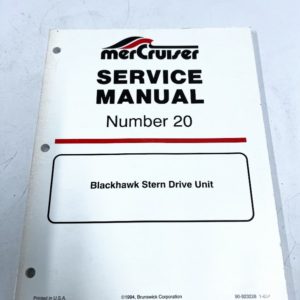 merCruiser
SERVICE
MANUAL
Number 20
Blackhawk Stern Drive Unit
Printed in U.S.A. ©1994, Brunswick Corporation